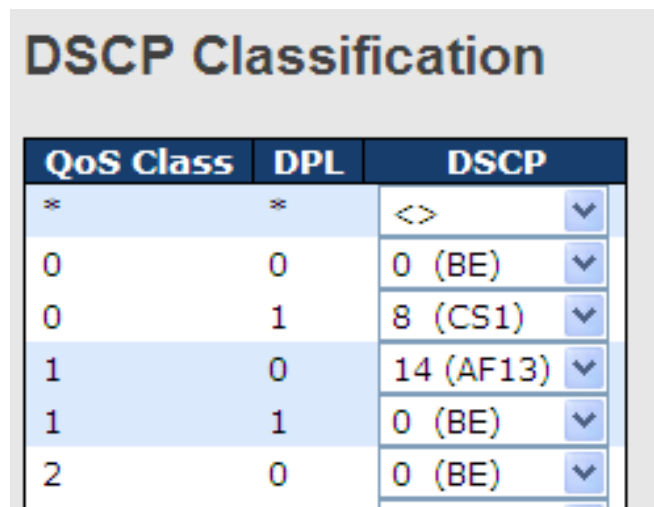 DSCP Classification
QoS Class DPL DSCP
* * <>
0 0 0 (BE)
0 1 8 (CS1)
1 0 14 (AF13)
1 1 0 (BE)
2 0 0 (BE)